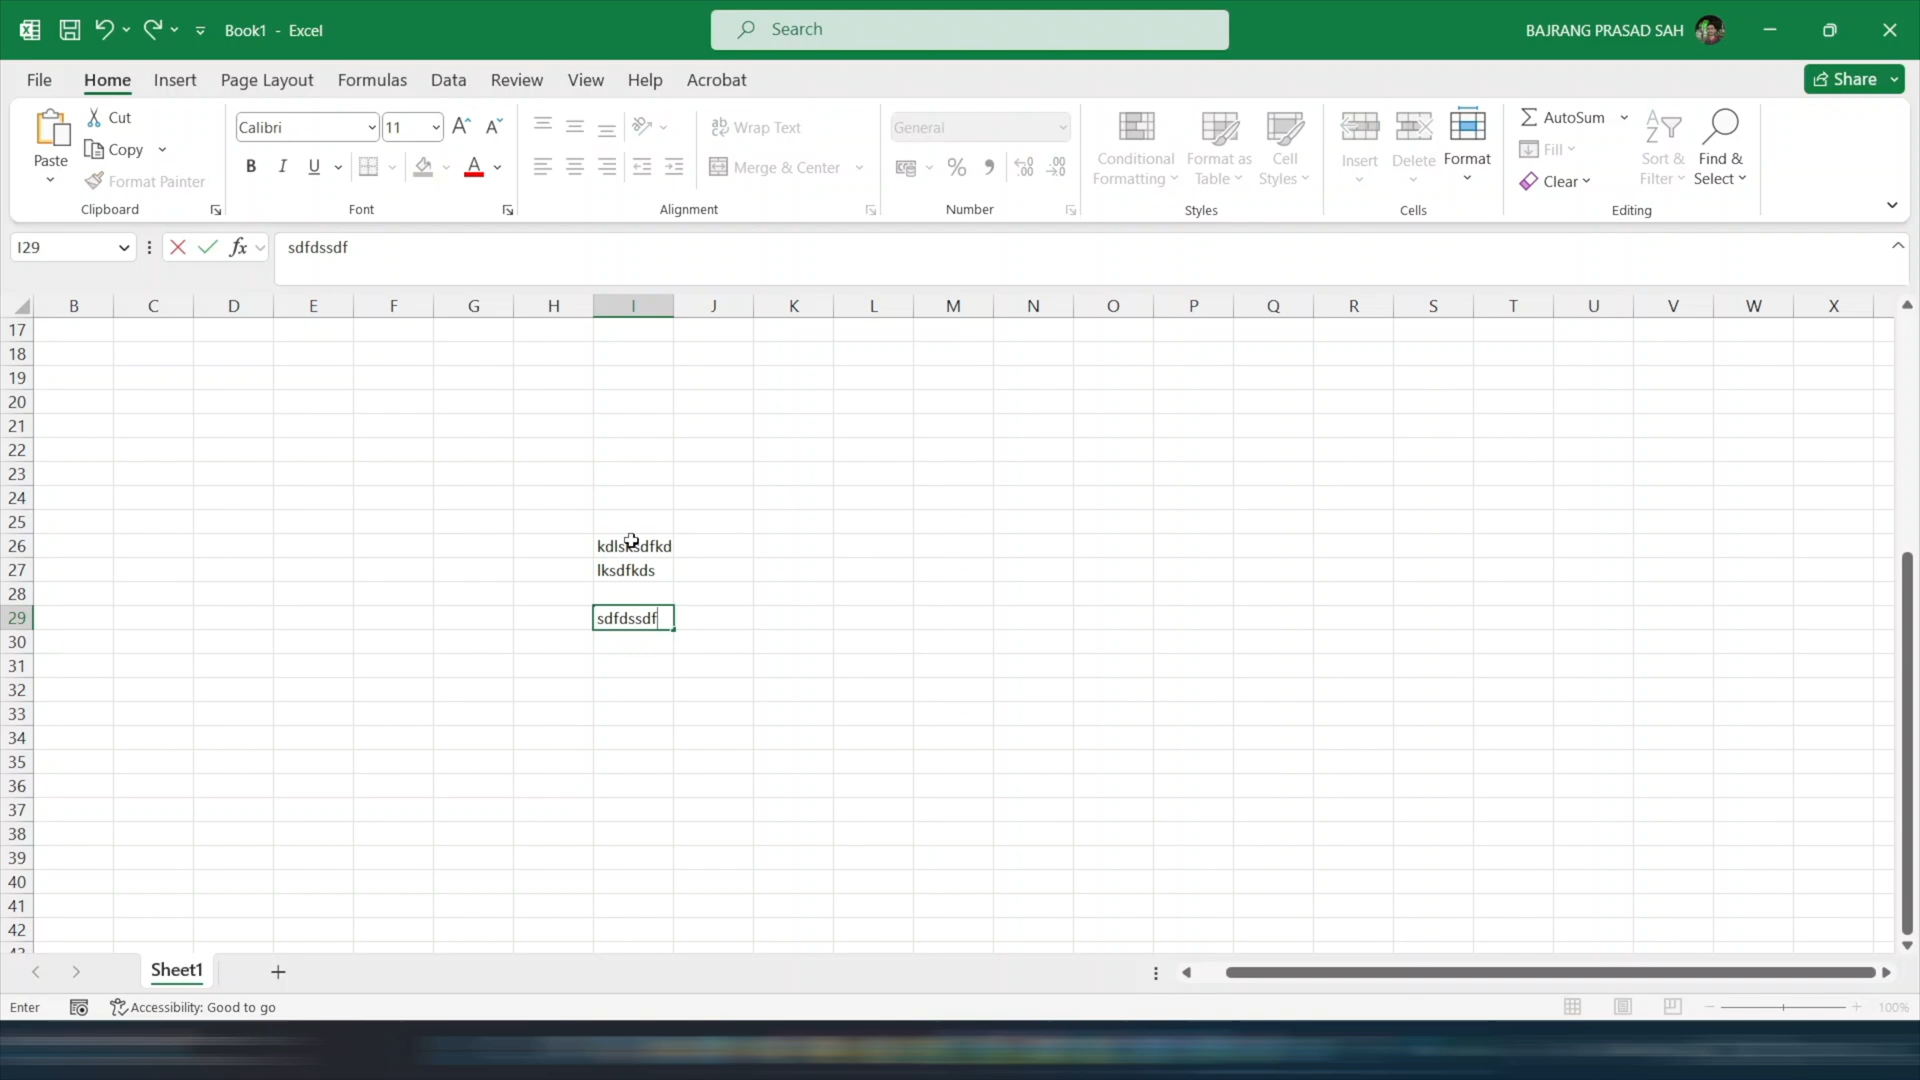 Book1 - Excel
Search
BAJRANG PRASAD SAH
File Home Insert Page Layout Formulas Data Review View Help Acrobat
Share
Paste
Cut
Copy
Format Painter
Clipboard
Calibri 11
B I U A
Font
ab Wrap Text
Merge & Center
Alignment
General
%
Number
Conditional Formatting
Format as Table
Cell Styles
Styles
Insert
Delete
Format
Cells
AutoSum
Fill
Clear
Sort & Filter
Find & Select
Editing
I29
fx
sdfdssdf
B C D E F G H I J K L M N O P Q R S T U V W X
17
18
19
20
21
22
23
24
25
26 kdlsksdfkd
27 lksdfkds
28
29 sdfdssdf
30
31
32
33
34
35
36
37
38
39
40
41
42
Sheet1
Enter
Accessibility: Good to go
100%